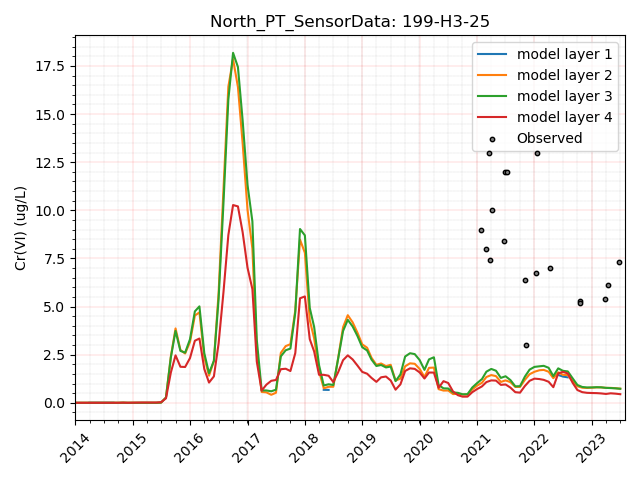 North_PT_SensorData: 199-H3-25
model layer 1
model layer 2
model layer 3
model layer 4
Observed
Cr(VI) (ug/L)
17.5
15.0
12.5
10.0
7.5
5.0
2.5
0.0
2014
2015
2016
2017
2018
2019
2020
2021
2022
2023